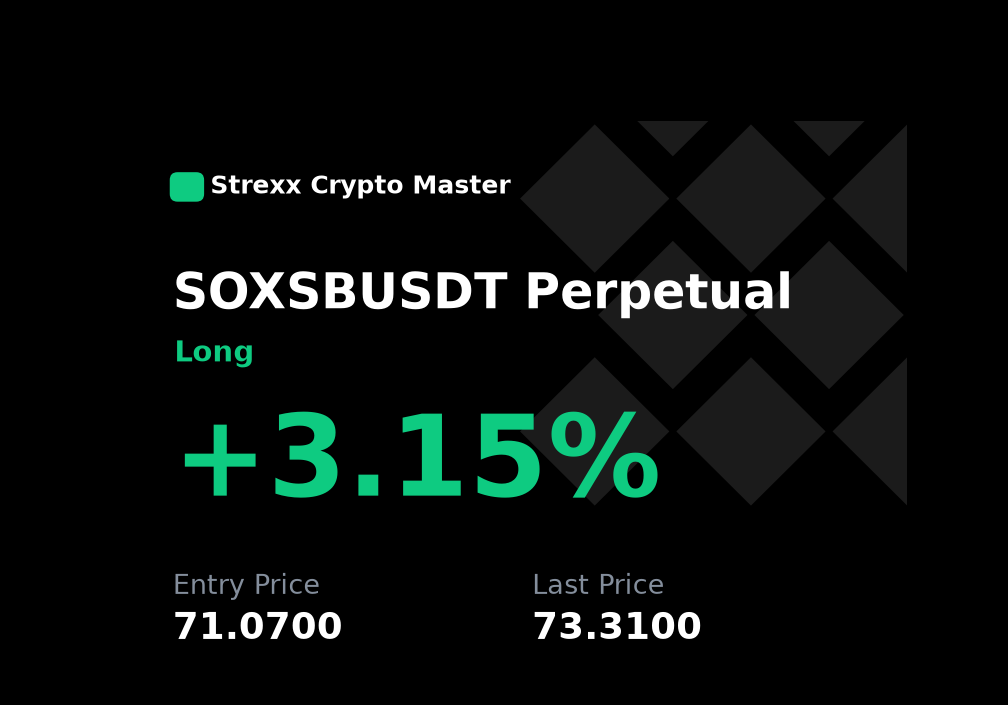 Strexx Crypto Master
SOXSBUSDT Perpetual
Long
+3.15%
Entry Price
Last Price
71.0700
73.3100